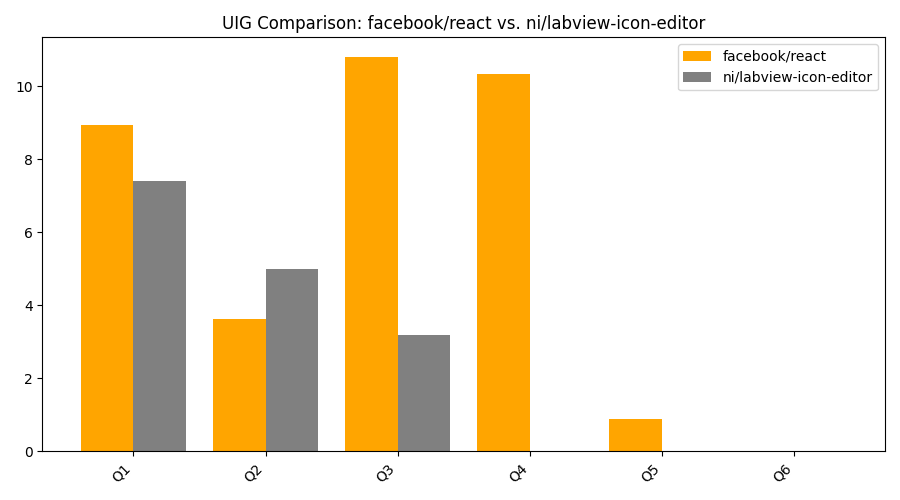 UIG Comparison: facebook/react vs. ni/labview-icon-editor
facebook/react
ni/labview-icon-editor
10
8
6
4
2
0
Q1
Q2
Q3
Q4
Q5
Q6